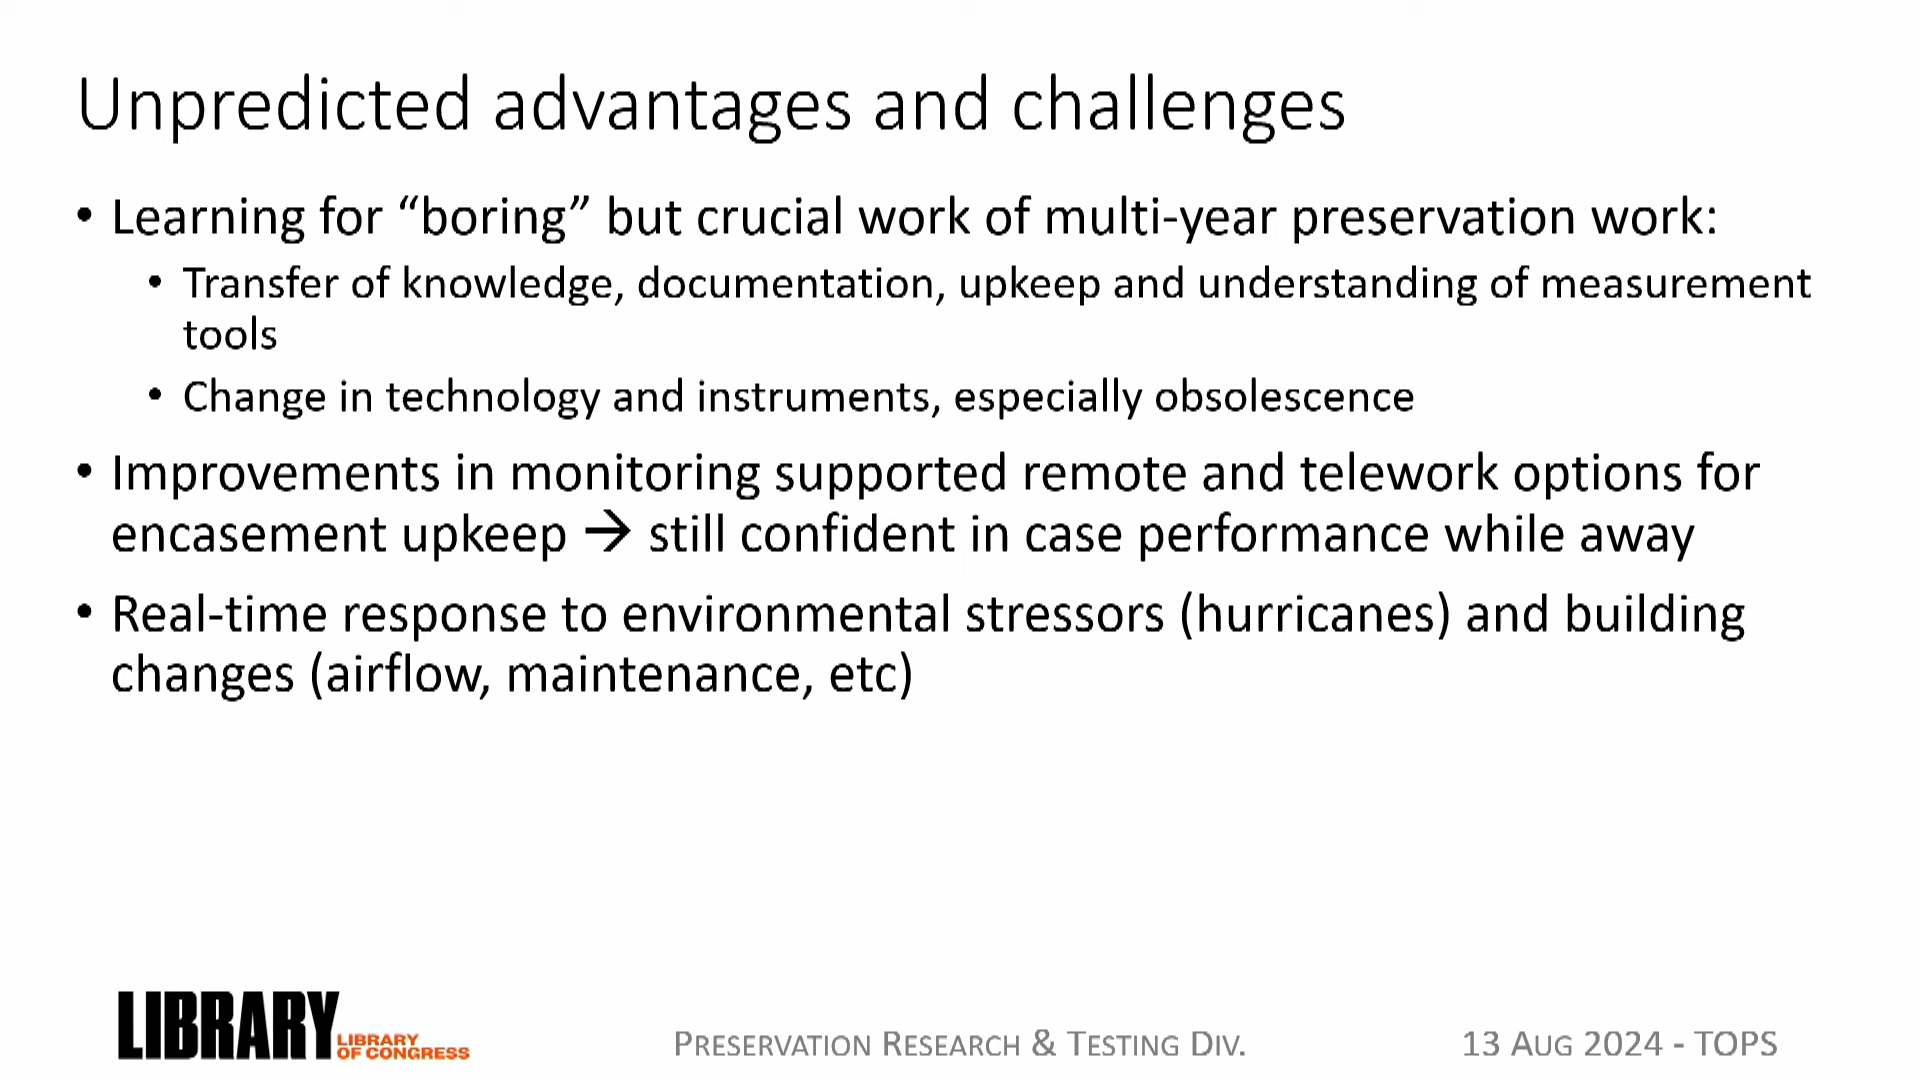 Unpredicted advantages and challenges
• Learning for “boring” but crucial work of multi-year preservation work:
• Transfer of knowledge, documentation, upkeep and understanding of measurement
tools
• Change in technology and instruments, especially obsolescence
• Improvements in monitoring supported remote and telework options for
encasement upkeep → still confident in case performance while away
• Real-time response to environmental stressors (hurricanes) and building
changes (airflow, maintenance, etc)
LIBRARY
LIBRARY
OF CONGRESS
PRESERVATION RESEARCH & TESTING DIV.
13 AUG 2024 - TOPS